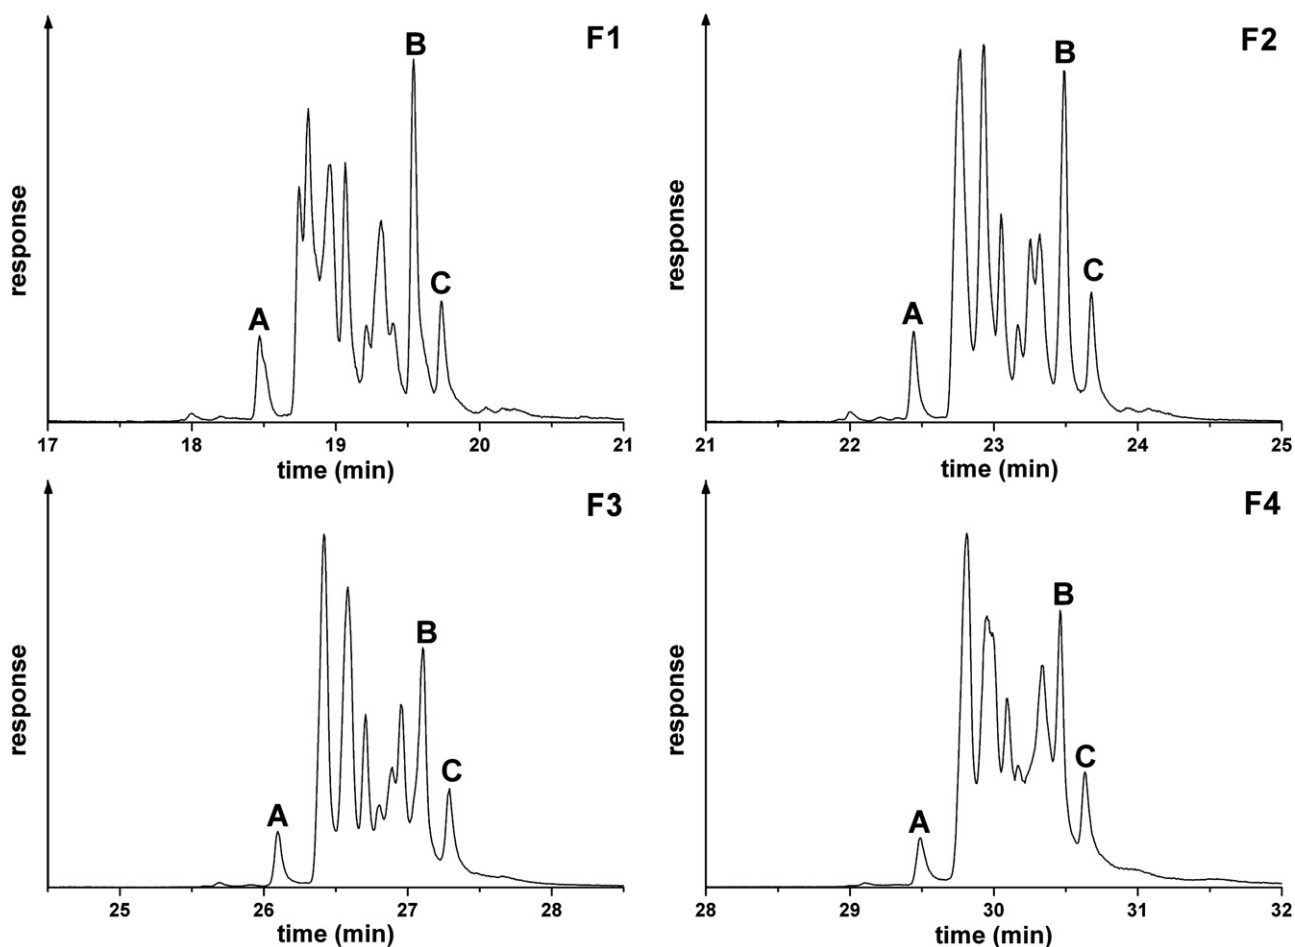 F1
B
A
C
response
17 18 19 20 21
time (min)
F2
B
A
C
response
21 22 23 24 25
time (min)
F3
B
A
C
response
25 26 27 28
time (min)
F4
B
A
C
response
28 29 30 31 32
time (min)